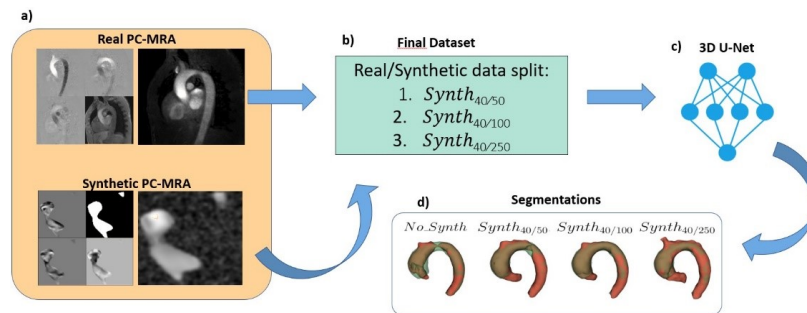 a)
Real PC-MRA
Synthetic PC-MRA
b)
Final Dataset
Real/Synthetic data split:
1. Synth40/50
2. Synth40/100
3. Synth40/250
c)
3D U-Net
d)
Segmentations
No_Synth Synth40/50 Synth40/100 Synth40/250